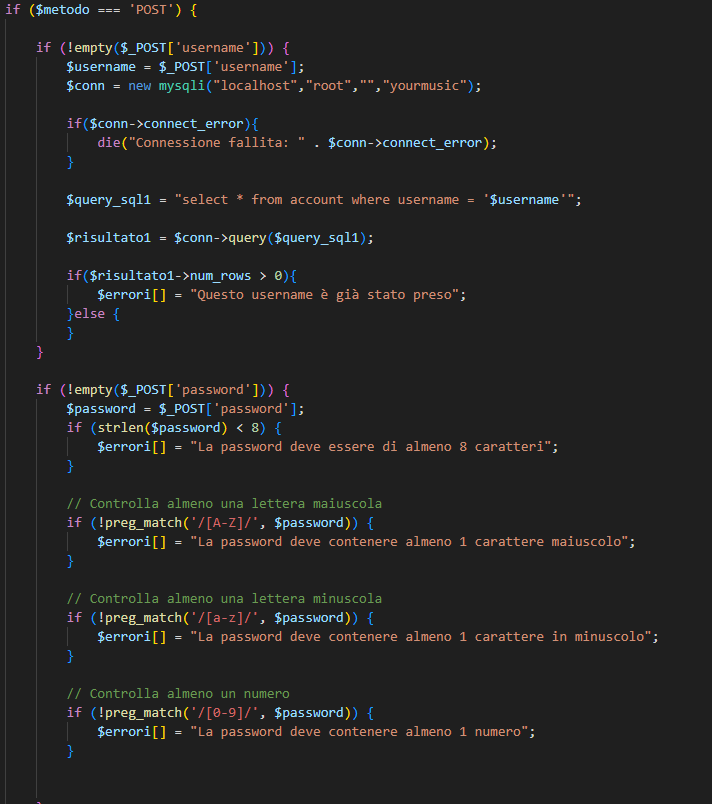 if ($metodo === 'POST') {
if (!empty($_POST['username'])) {
$username = $_POST['username'];
$conn = new mysqli("localhost","root","","yourmusic");
if($conn->connect_error){
die("Connessione fallita: " . $conn->connect_error);
}
$query_sql1 = "select * from account where username = '$username'";
$risultato1 = $conn->query($query_sql1);
if($risultato1->num_rows > 0){
$errori[] = "Questo username è già stato preso";
}else {
}
}
if (!empty($_POST['password'])) {
$password = $_POST['password'];
if (strlen($password) < 8) {
$errori[] = "La password deve essere di almeno 8 caratteri";
}
// Controlla almeno una lettera maiuscola
if (!preg_match('/[A-Z]/', $password)) {
$errori[] = "La password deve contenere almeno 1 carattere maiuscolo";
}
// Controlla almeno una lettera minuscola
if (!preg_match('/[a-z]/', $password)) {
$errori[] = "La password deve contenere almeno 1 carattere in minuscolo";
}
// Controlla almeno un numero
if (!preg_match('/[0-9]/', $password)) {
$errori[] = "La password deve contenere almeno 1 numero";
}